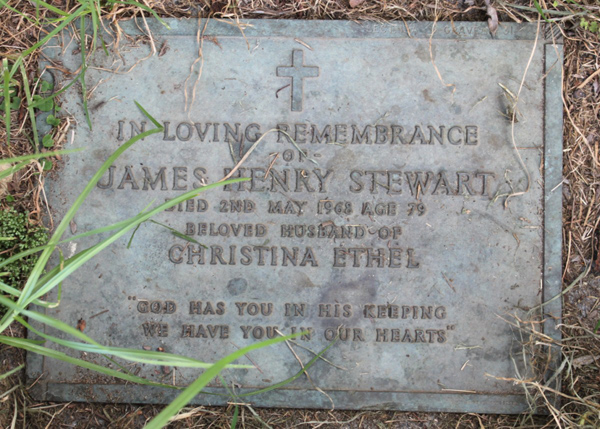 IN LOVING REMEMBRANCE
OF
JAMES HENRY STEWART
DIED 2ND MAY 1968 AGE 79
BELOVED HUSBAND OF
CHRISTINA ETHEL
"GOD HAS YOU IN HIS KEEPING
WE HAVE YOU IN OUR HEARTS"